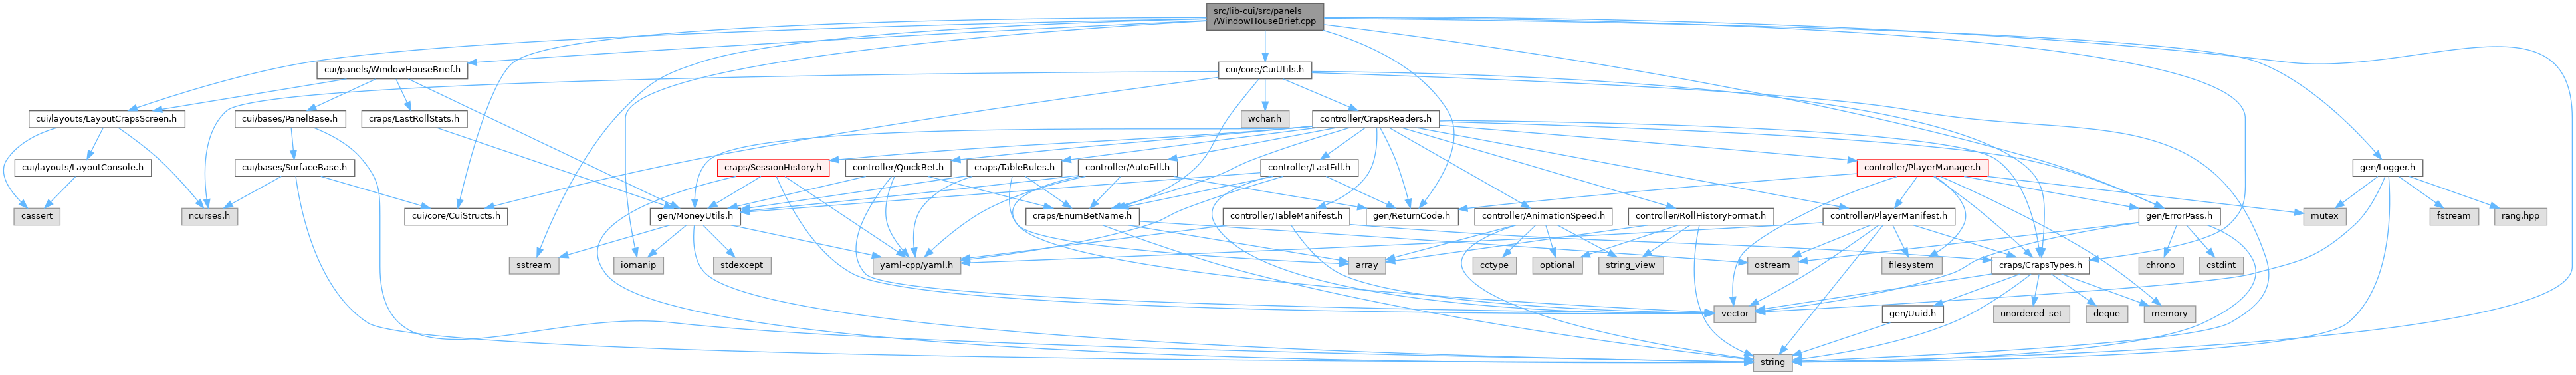 src/lib-cui/src/panels
/WindowHouseBrief.cpp
cui/panels/WindowHouseBrief.h
cui/core/CuiUtils.h
cui/layouts/LayoutCrapsScreen.h
cui/bases/PanelBase.h
craps/LastRollStats.h
wchar.h
controller/CrapsReaders.h
cui/layouts/LayoutConsole.h
cui/bases/SurfaceBase.h
craps/SessionHistory.h
controller/QuickBet.h
craps/TableRules.h
controller/AutoFill.h
controller/LastFill.h
controller/PlayerManager.h
gen/Logger.h
cassert
ncurses.h
cui/core/CuiStructs.h
gen/MoneyUtils.h
craps/EnumBetName.h
controller/TableManifest.h
gen/ReturnCode.h
controller/AnimationSpeed.h
controller/RollHistoryFormat.h
controller/PlayerManifest.h
gen/ErrorPass.h
mutex
fstream
rang.hpp
sstream
iomanip
stdexcept
yaml-cpp/yaml.h
array
cctype
optional
string_view
ostream
filesystem
craps/CrapsTypes.h
chrono
cstdint
vector
gen/Uuid.h
unordered_set
deque
memory
string